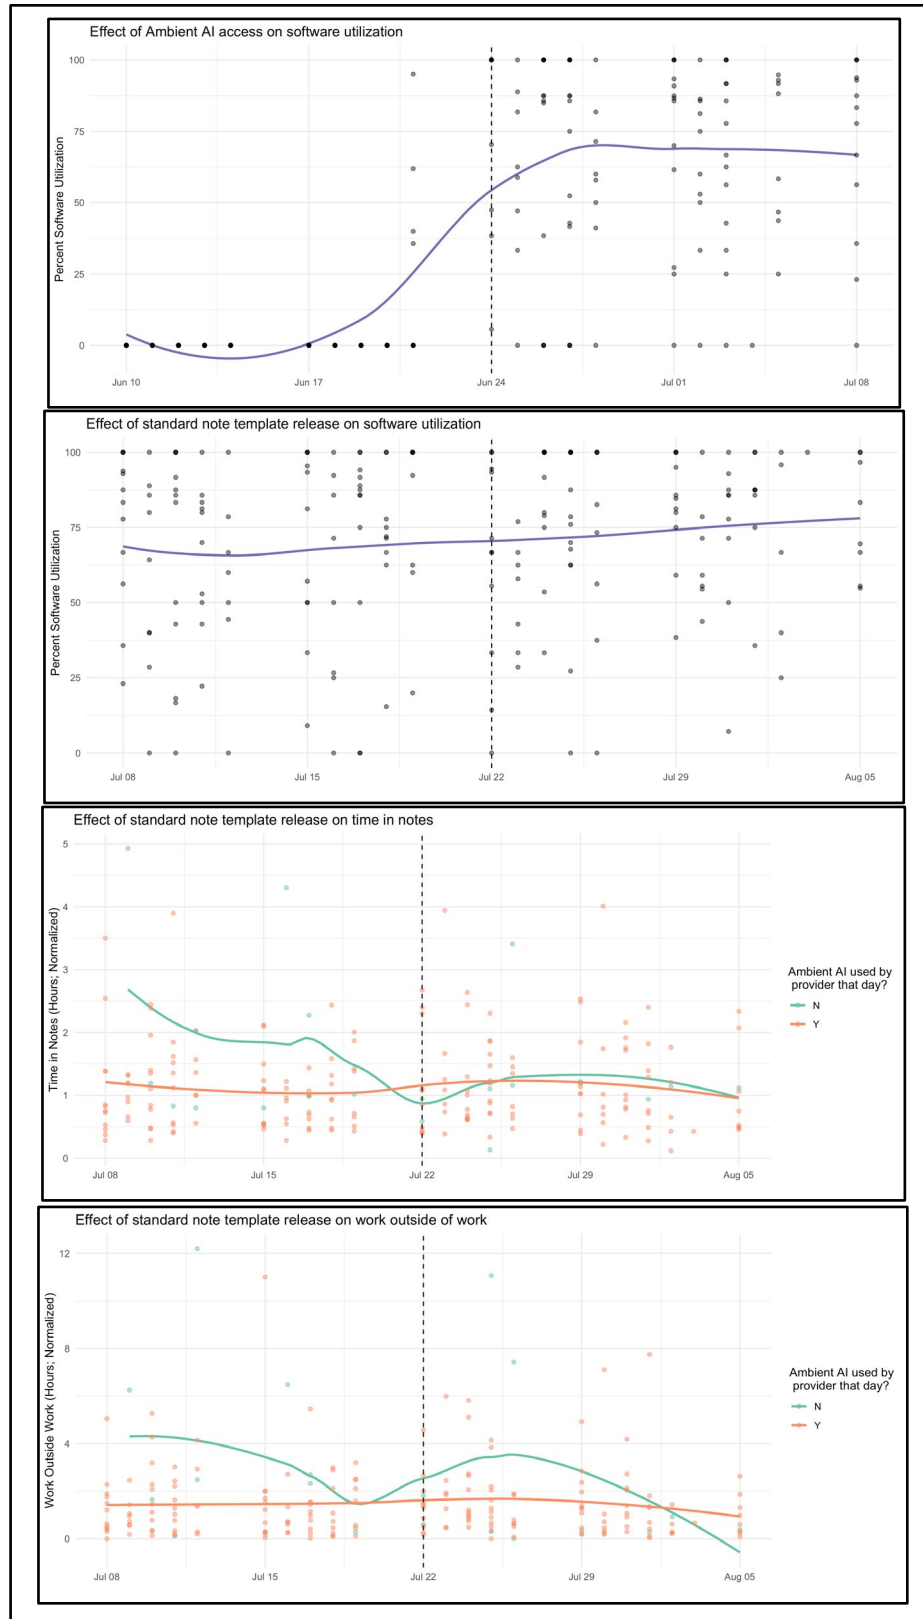 Effect of Ambient AI access on software utilization
Percent Software Utilization
100
75
50
25
0
Jun 10 Jun 17 Jun 24 Jul 01 Jul 08
Effect of standard note template release on software utilization
Percent Software Utilization
100
75
50
25
0
Jul 08 Jul 15 Jul 22 Jul 29 Aug 05
Effect of standard note template release on time in notes
Time in Notes (Hours; Normalized)
5
4
3
2
1
0
Jul 08 Jul 15 Jul 22 Jul 29 Aug 05
Ambient AI used by
provider that day?
N
Y
Effect of standard note template release on work outside of work
Work Outside Work (Hours; Normalized)
12
8
4
0
Jul 08 Jul 15 Jul 22 Jul 29 Aug 05
Ambient AI used by
provider that day?
N
Y